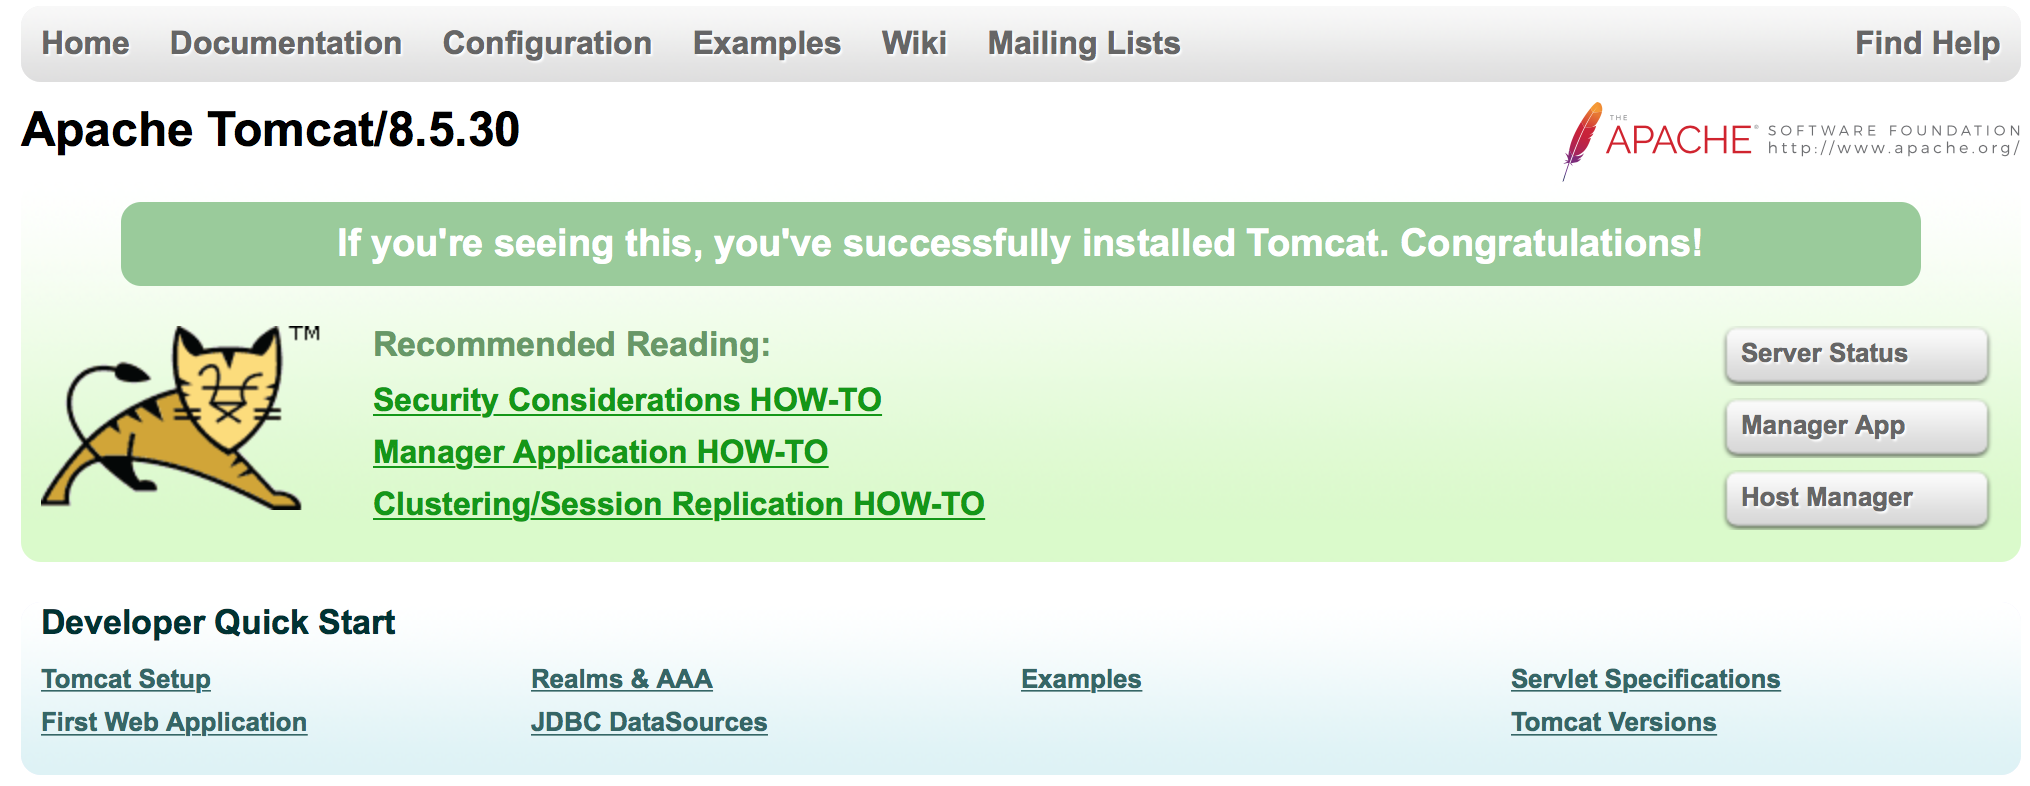 Home Documentation Configuration Examples Wiki Mailing Lists Find Help
Apache Tomcat/8.5.30
THE APACHE® SOFTWARE FOUNDATION
http://www.apache.org/
If you're seeing this, you've successfully installed Tomcat. Congratulations!
TM
Recommended Reading:
Security Considerations HOW-TO
Manager Application HOW-TO
Clustering/Session Replication HOW-TO
Server Status
Manager App
Host Manager
Developer Quick Start
Tomcat Setup Realms & AAA Examples Servlet Specifications
First Web Application JDBC DataSources Tomcat Versions